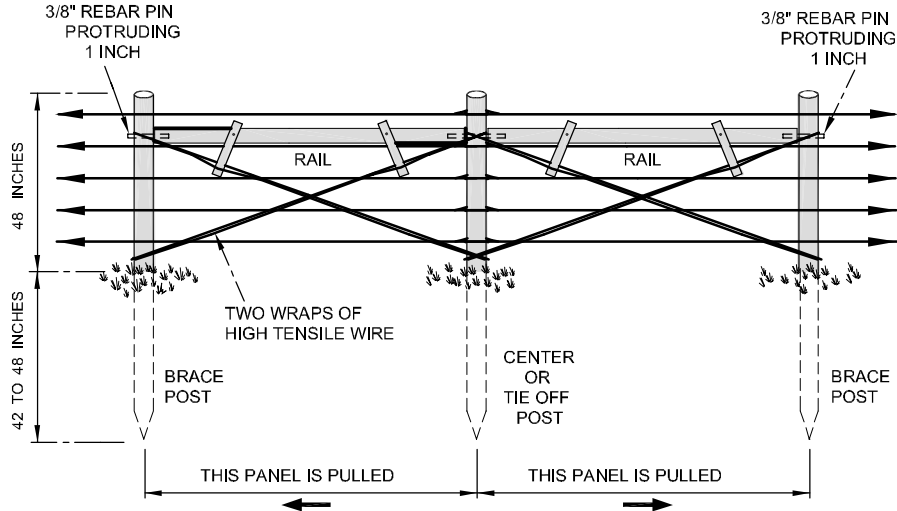 3/8" REBAR PIN
PROTRUDING
1 INCH
3/8" REBAR PIN
PROTRUDING
1 INCH
48 INCHES
RAIL
RAIL
TWO WRAPS OF
HIGH TENSILE WIRE
42 TO 48 INCHES
BRACE
POST
CENTER
OR
TIE OFF
POST
BRACE
POST
THIS PANEL IS PULLED
THIS PANEL IS PULLED